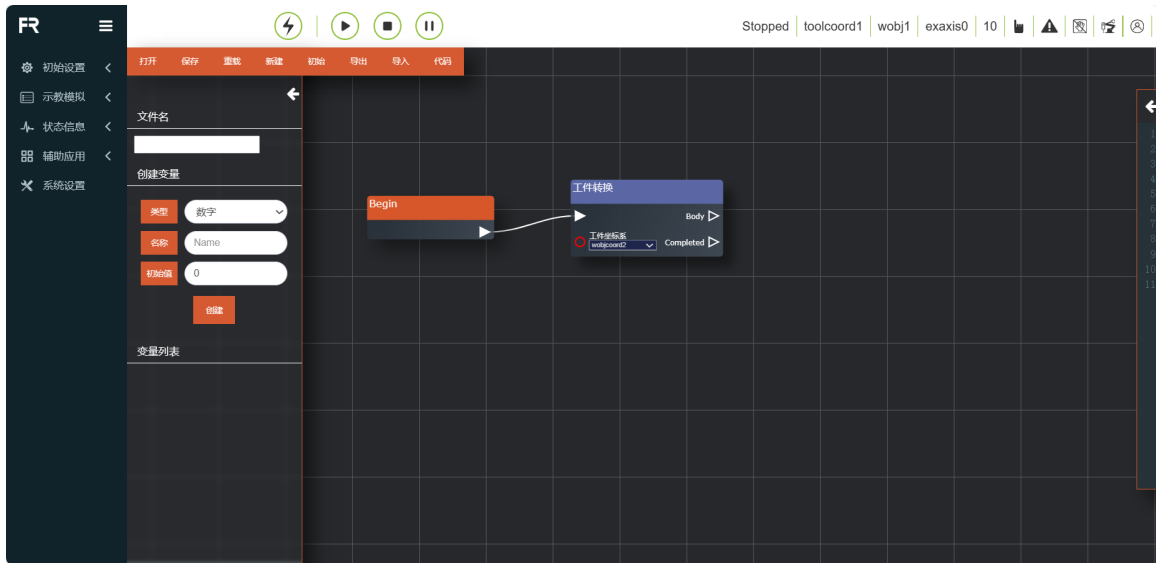 FR
Stopped toolcoord1 wobj1 exaxis0 10
初始设置
示教模拟
状态信息
辅助应用
系统设置
打开 保存 重载 新建 初始 导出 导入 代码
文件名
创建变量
类型 数字
名称 Name
初始值 0
创建
变量列表
Begin
工件转换
Body
工件坐标系
wobjcoord2
Completed
1
2
3
4
5
6
7
8
9
10
11